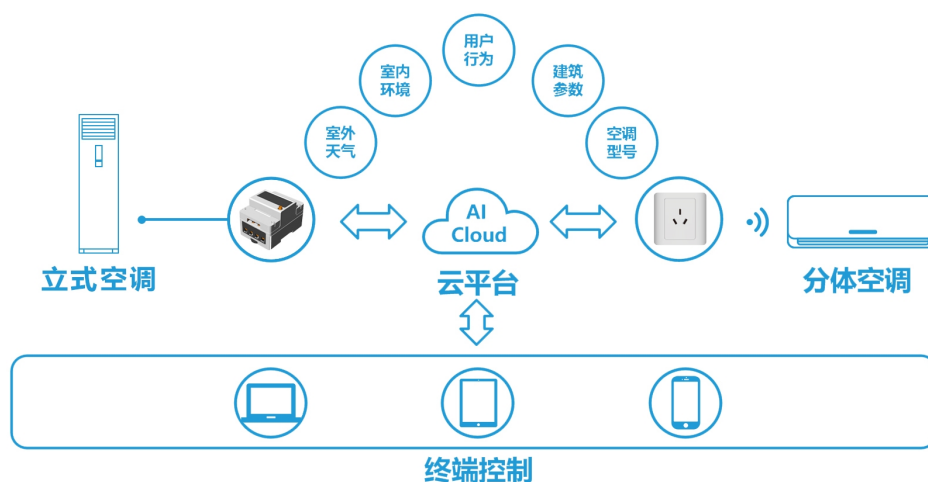 用户
行为
室内
环境
建筑
参数
室外
天气
空调
型号
AI
Cloud
立式空调
云平台
分体空调
终端控制